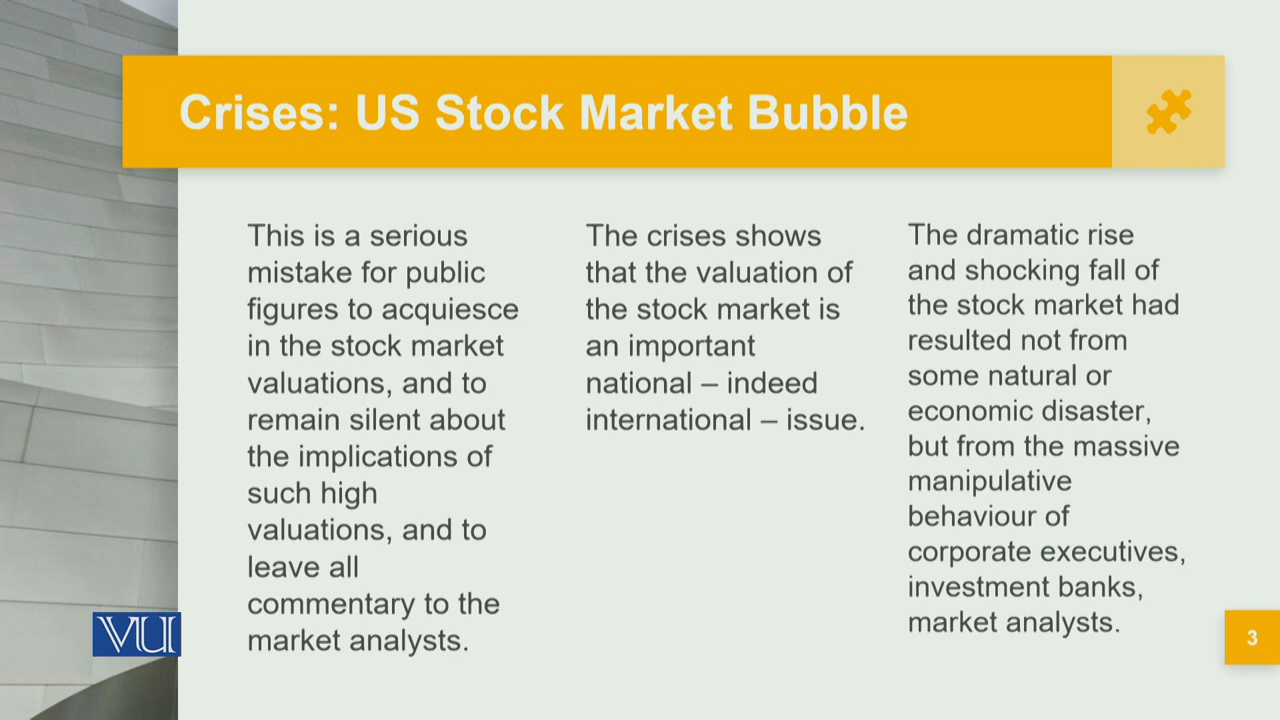 Crises: US Stock Market Bubble
This is a serious
mistake for public
figures to acquiesce
in the stock market
valuations, and to
remain silent about
the implications of
such high
valuations, and to
leave all
commentary to the
market analysts.
The crises shows
that the valuation of
the stock market is
an important
national – indeed
international – issue.
The dramatic rise
and shocking fall of
the stock market had
resulted not from
some natural or
economic disaster,
but from the massive
manipulative
behaviour of
corporate executives,
investment banks,
market analysts.
VU
3